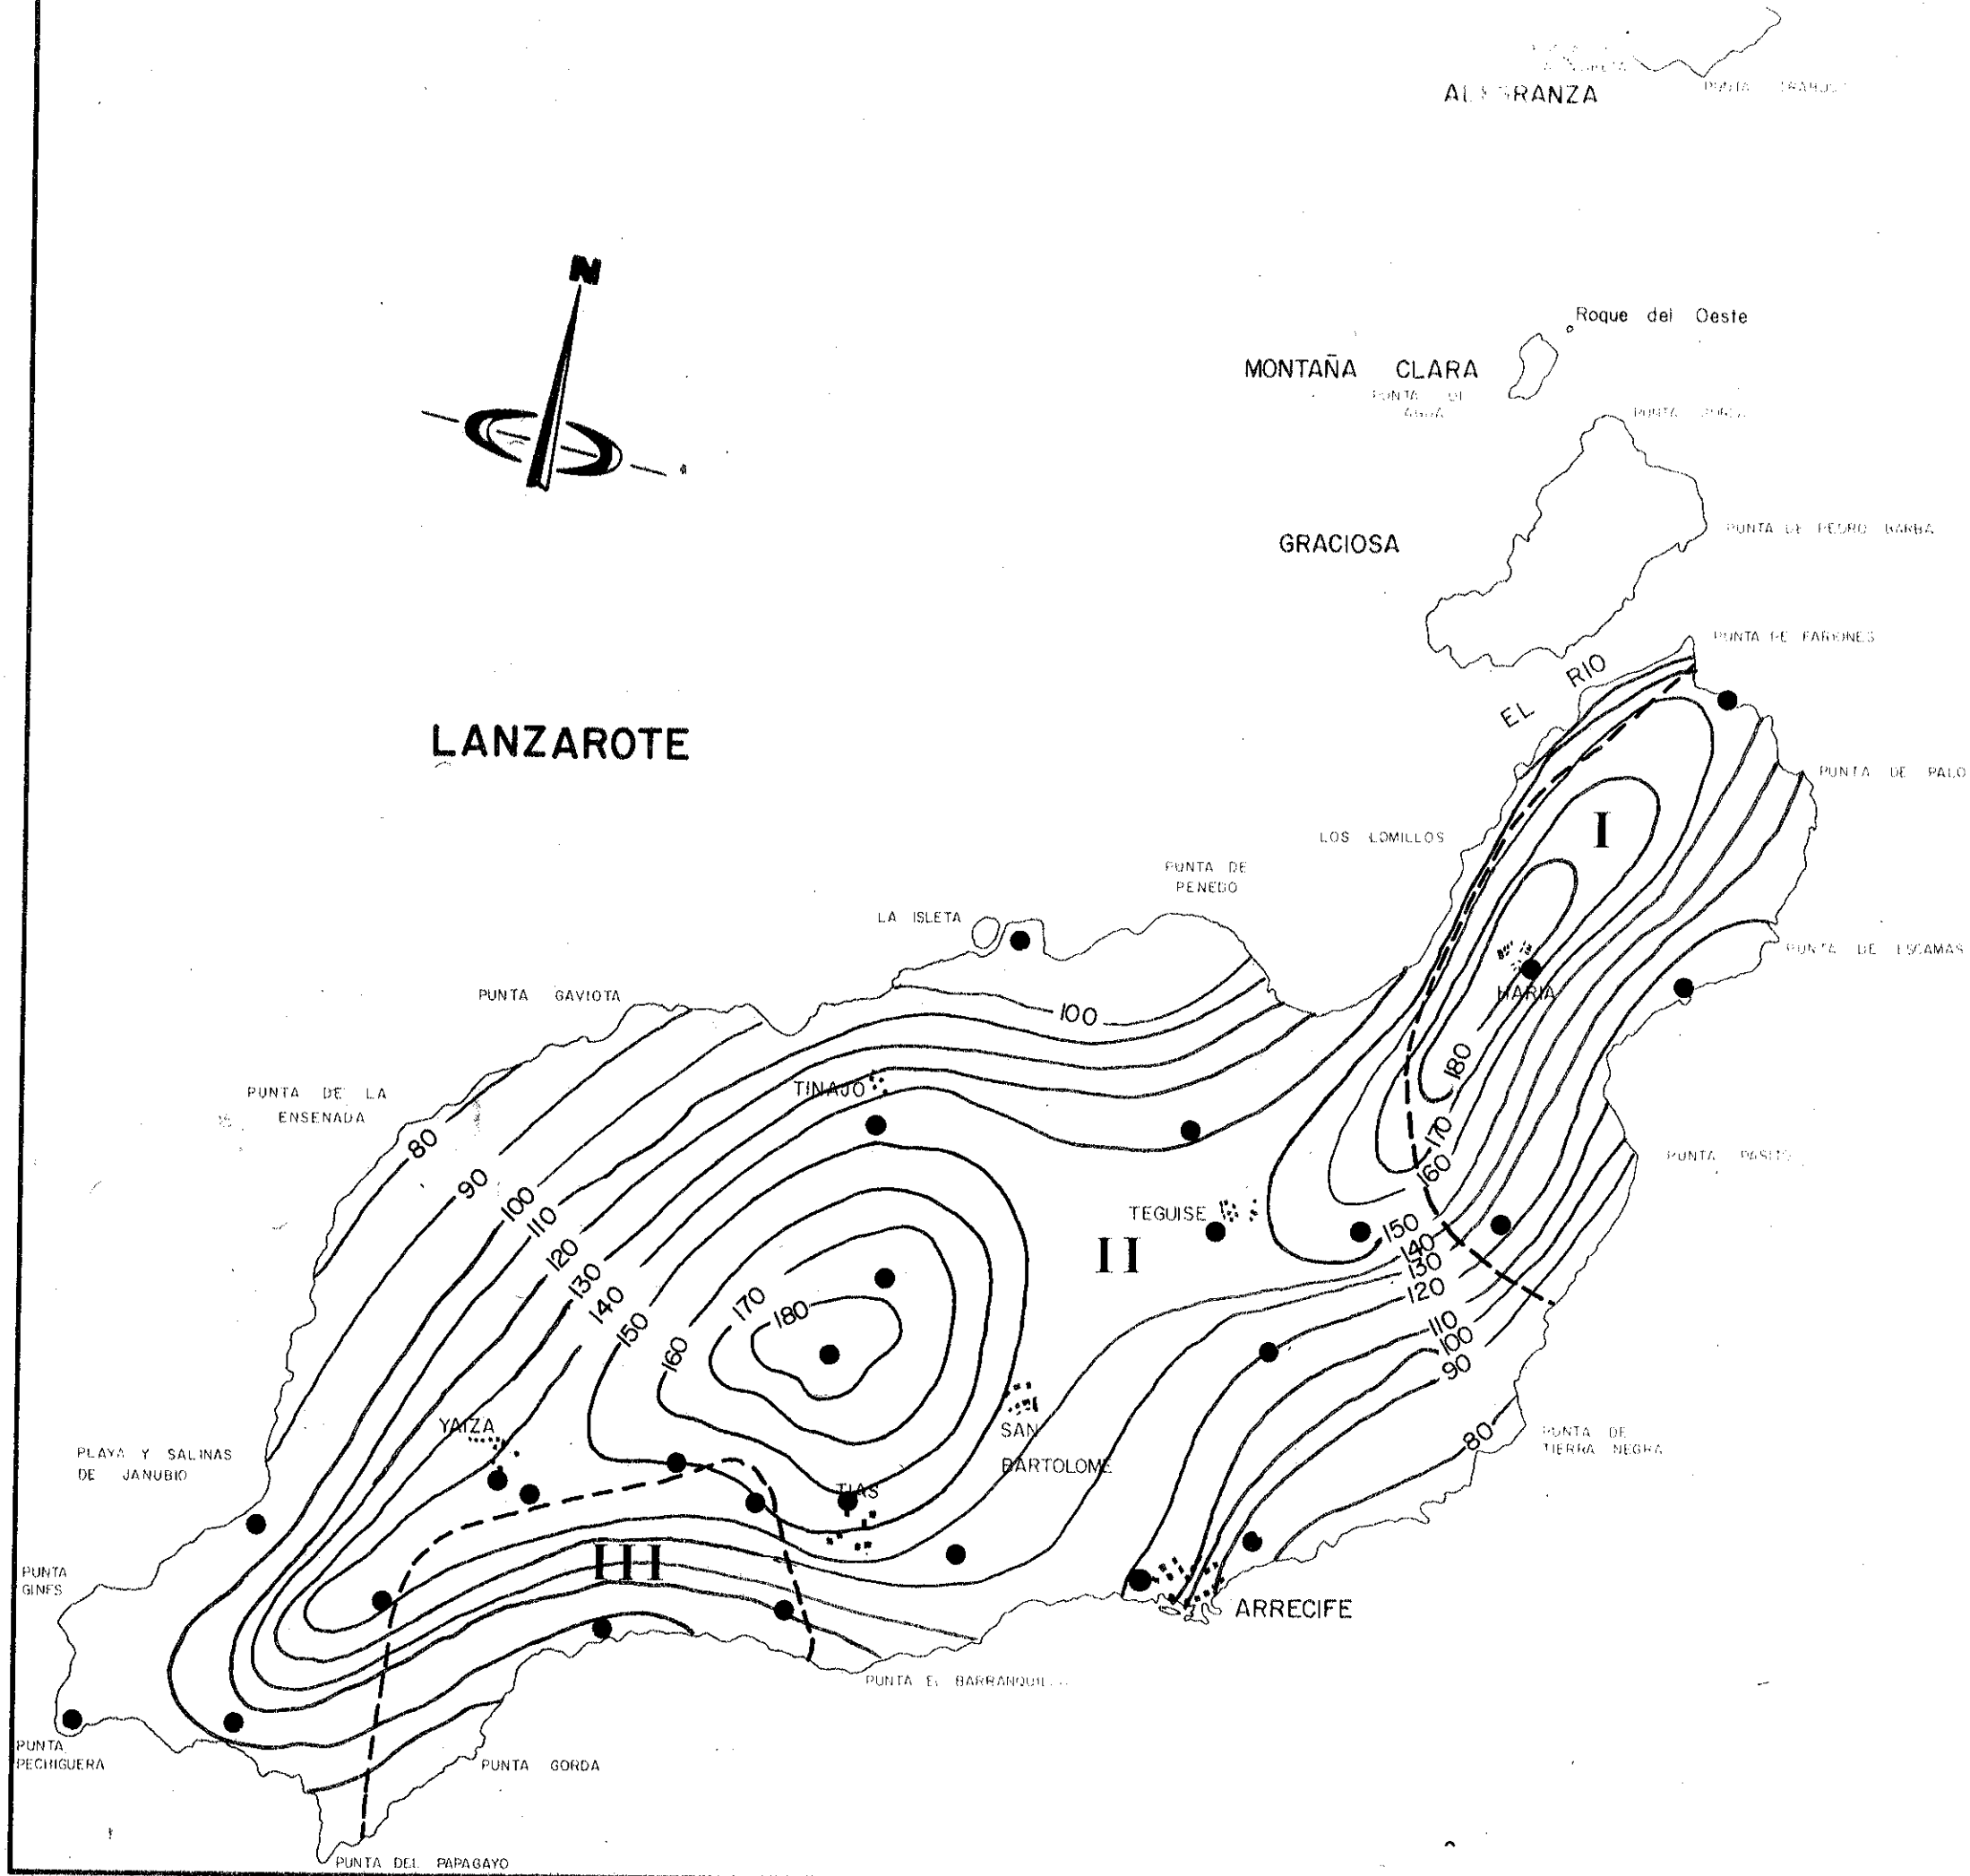 N
Roque del Oeste
MONTAÑA CLARA
GRACIOSA
PUNTA DE PEDRO BARBA
PUNTA DE FARIONES
EL RIO
LANZAROTE
PUNTA DE PALO
I
LOS LOMILLOS
PUNTA DE
PENEDO
LA ISLETA
PUNTA DE ESCAMAS
PUNTA GAVIOTA
HARIA
100
180
TINAJO
PUNTA DE LA
ENSENADA
80
170
160
90
100
110
TEGUISE
150
140
130
120
II
120
130
140
150
160
170
180
110
100
90
80
YAIZA
SAN
BARTOLOME
PUNTA DE
TIERRA NEGRA
PLAYA Y SALINAS
DE JANUBIO
TIAS
III
PUNTA
GINES
ARRECIFE
PUNTA
PECHIGUERA
PUNTA GORDA
PUNTA DEL PAPAGAYO